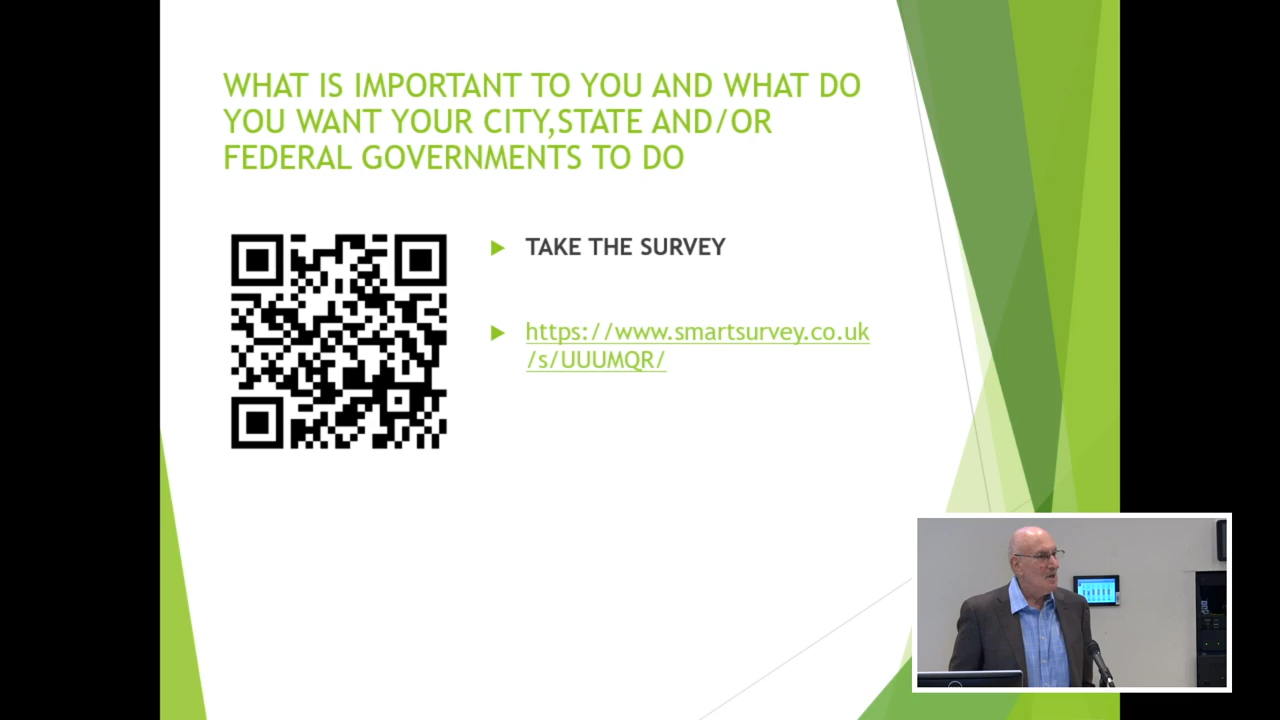 WHAT IS IMPORTANT TO YOU AND WHAT DO
YOU WANT YOUR CITY,STATE AND/OR
FEDERAL GOVERNMENTS TO DO
TAKE THE SURVEY
https://www.smartsurvey.co.uk
/s/UUUMQR/